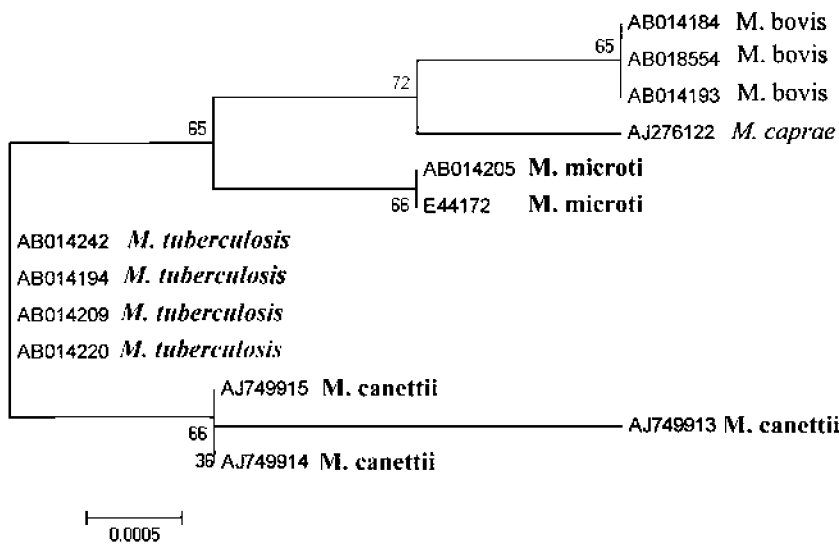 AB014184 M. bovis
65
AB018554 M. bovis
72
AB014193 M. bovis
65
AJ276122 M. caprae
AB014205 M. microti
66 E44172 M. microti
AB014242 M. tuberculosis
AB014194 M. tuberculosis
AB014209 M. tuberculosis
AB014220 M. tuberculosis
AJ749915 M. canettii
66
AJ749913 M. canettii
36 AJ749914 M. canettii
0.0005